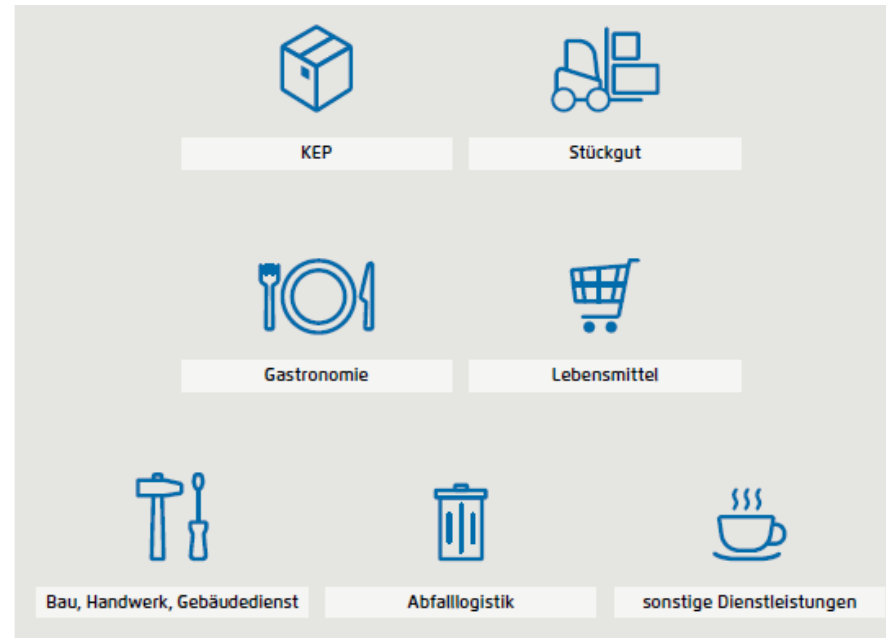 KEP
Stückgut
Gastronomie
Lebensmittel
Bau, Handwerk, Gebäudedienst
Abfalllogistik
sonstige Dienstleistungen